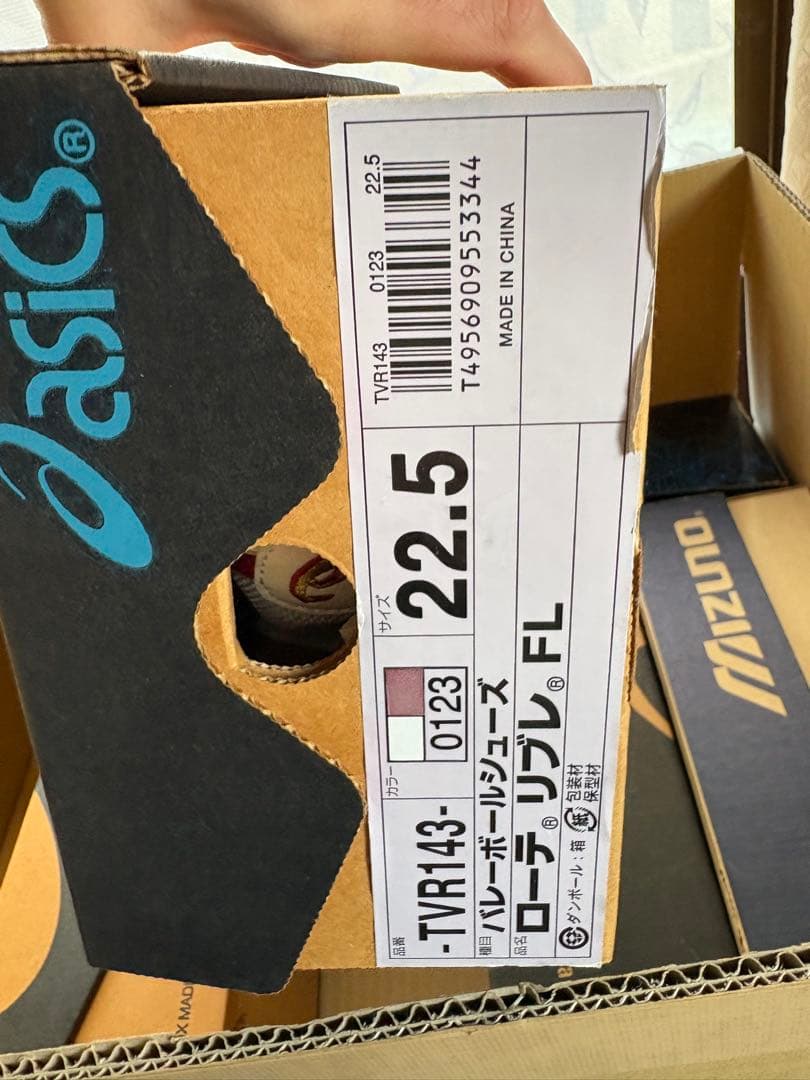 asics®
TVR143 0123 22.5
T4956909553344
MADE IN CHINA
品番
-TVR143-
カラー
0123
サイズ
22.5
種目
バレーボールシューズ
品名
ローテ® リブレ® FL
ダンボール：箱 紙 包装材
保型材
MIZUNO
X MAD